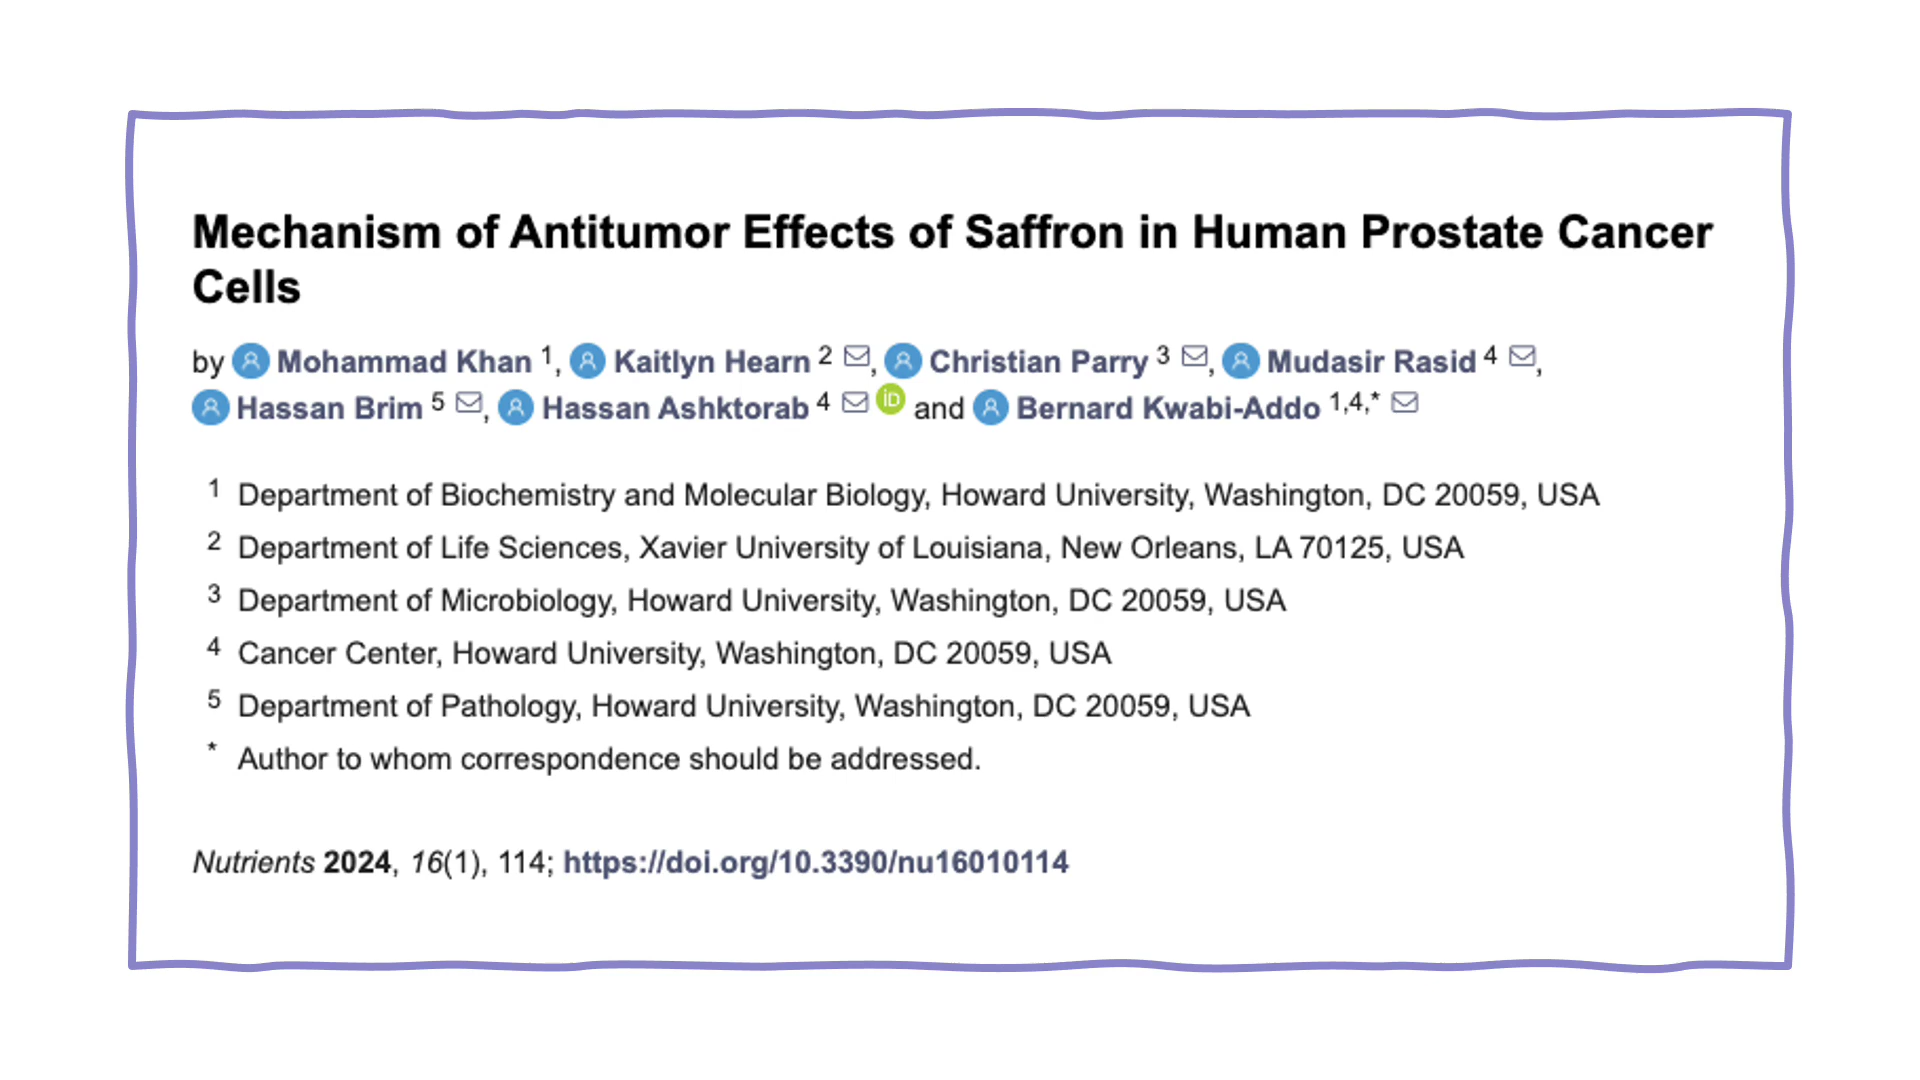 Mechanism of Antitumor Effects of Saffron in Human Prostate Cancer
Cells
by Mohammad Khan 1, Kaitlyn Hearn 2, Christian Parry 3, Mudasir Rasid 4,
Hassan Brim 5, Hassan Ashktorab 4 iD and Bernard Kwabi-Addo 1,4,*
1 Department of Biochemistry and Molecular Biology, Howard University, Washington, DC 20059, USA
2 Department of Life Sciences, Xavier University of Louisiana, New Orleans, LA 70125, USA
3 Department of Microbiology, Howard University, Washington, DC 20059, USA
4 Cancer Center, Howard University, Washington, DC 20059, USA
5 Department of Pathology, Howard University, Washington, DC 20059, USA
* Author to whom correspondence should be addressed.
Nutrients 2024, 16(1), 114; https://doi.org/10.3390/nu16010114